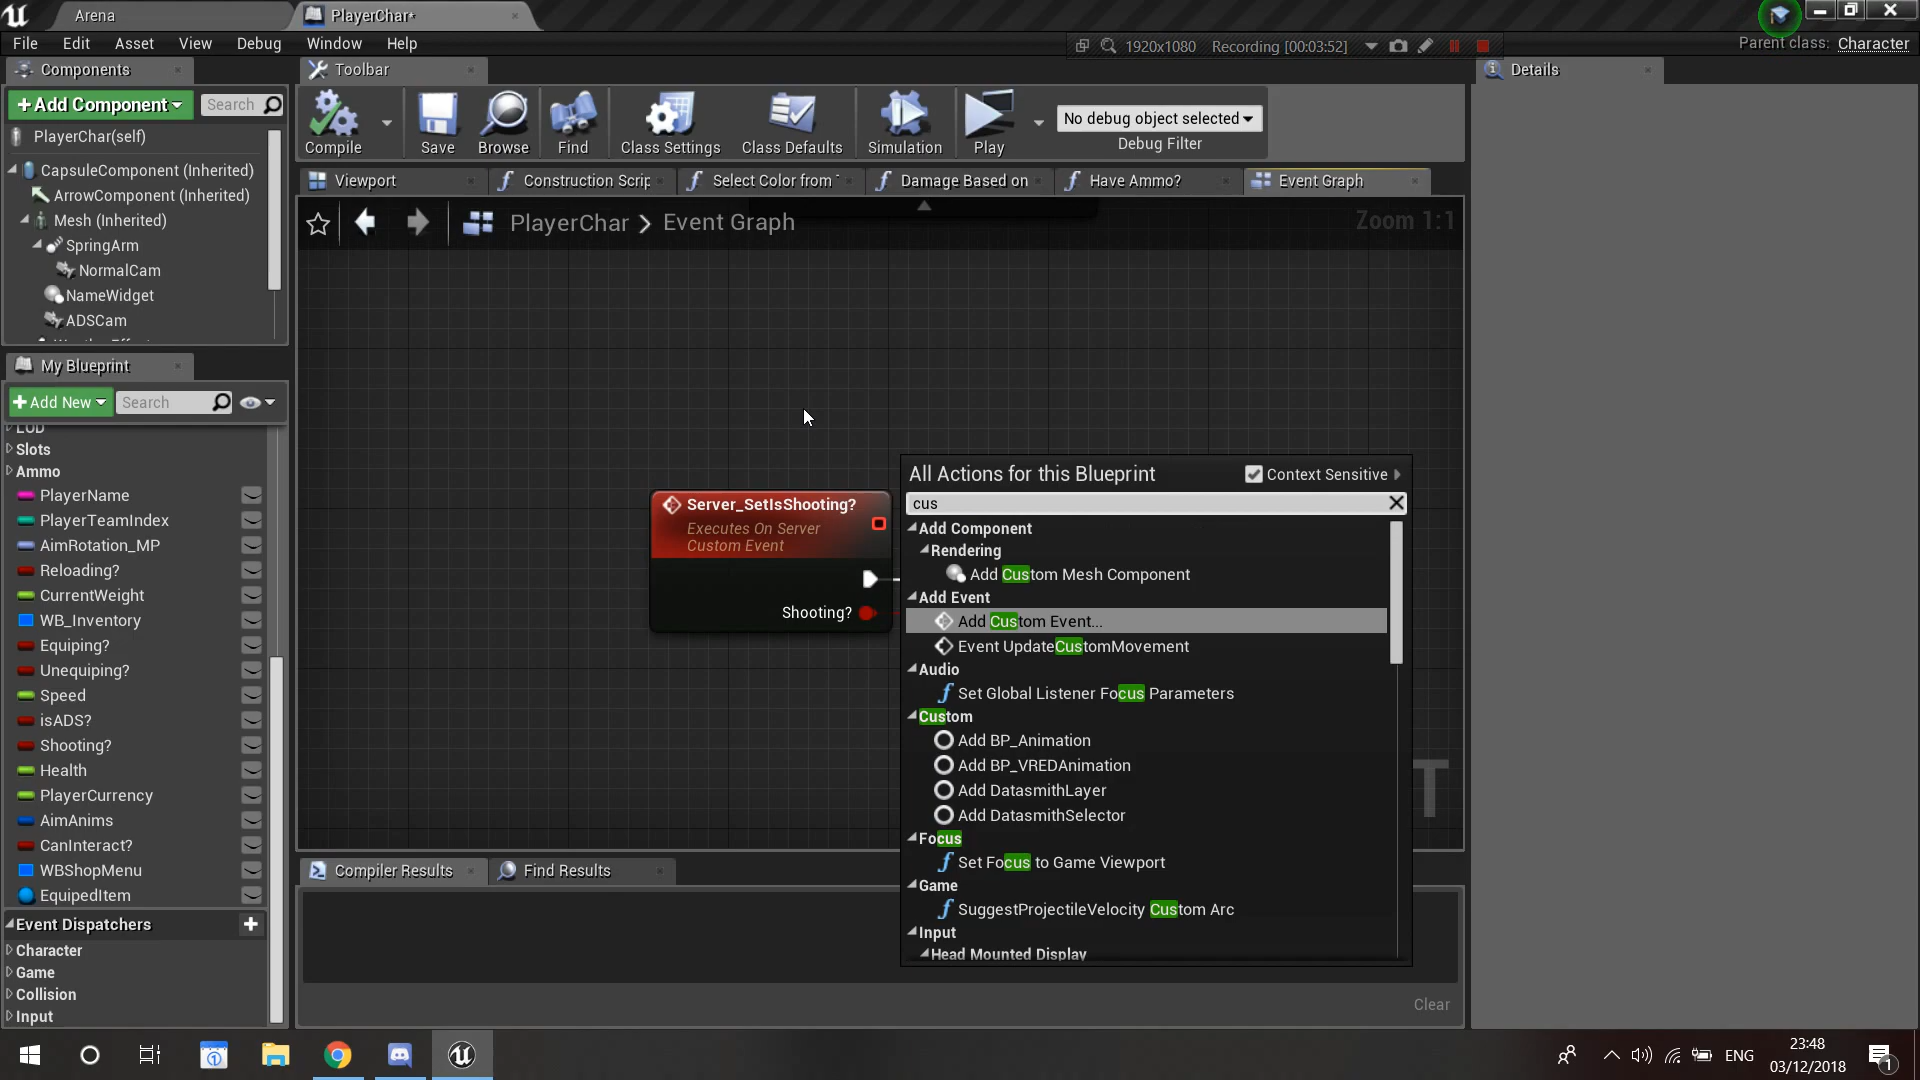 Arena
PlayerChar*
File Edit Asset View Debug Window Help
1920x1080 Recording [00:03:52]
Parent class: Character
Components
Toolbar
Details
+Add Component
Search
PlayerChar(self)
CapsuleComponent (Inherited)
ArrowComponent (Inherited)
Mesh (Inherited)
SpringArm
NormalCam
NameWidget
ADSCam
Compile
Save
Browse
Find
Class Settings
Class Defaults
Simulation
Play
No debug object selected
Debug Filter
Viewport
Construction Scrip
Select Color from
Damage Based on
Have Ammo?
Event Graph
PlayerChar > Event Graph
Zoom 1:1
My Blueprint
+Add New
Search
LOD
Slots
Ammo
PlayerName
PlayerTeamIndex
AimRotation_MP
Reloading?
CurrentWeight
WB_Inventory
Equiping?
Unequiping?
Speed
isADS?
Shooting?
Health
PlayerCurrency
AimAnims
CanInteract?
WBShopMenu
EquipedItem
Event Dispatchers
Character
Game
Collision
Input
Server_SetIsShooting?
Executes On Server
Custom Event
Shooting?
All Actions for this Blueprint
Context Sensitive
cus
Add Component
Rendering
Add Custom Mesh Component
Add Event
Add Custom Event...
Event UpdateCustomMovement
Audio
Set Global Listener Focus Parameters
Custom
Add BP_Animation
Add BP_VREDAnimation
Add DatasmithLayer
Add DatasmithSelector
Focus
Set Focus to Game Viewport
Game
SuggestProjectileVelocity Custom Arc
Input
Head Mounted Display
T
Compiler Results
Find Results
Clear
ENG
23:48
03/12/2018
1